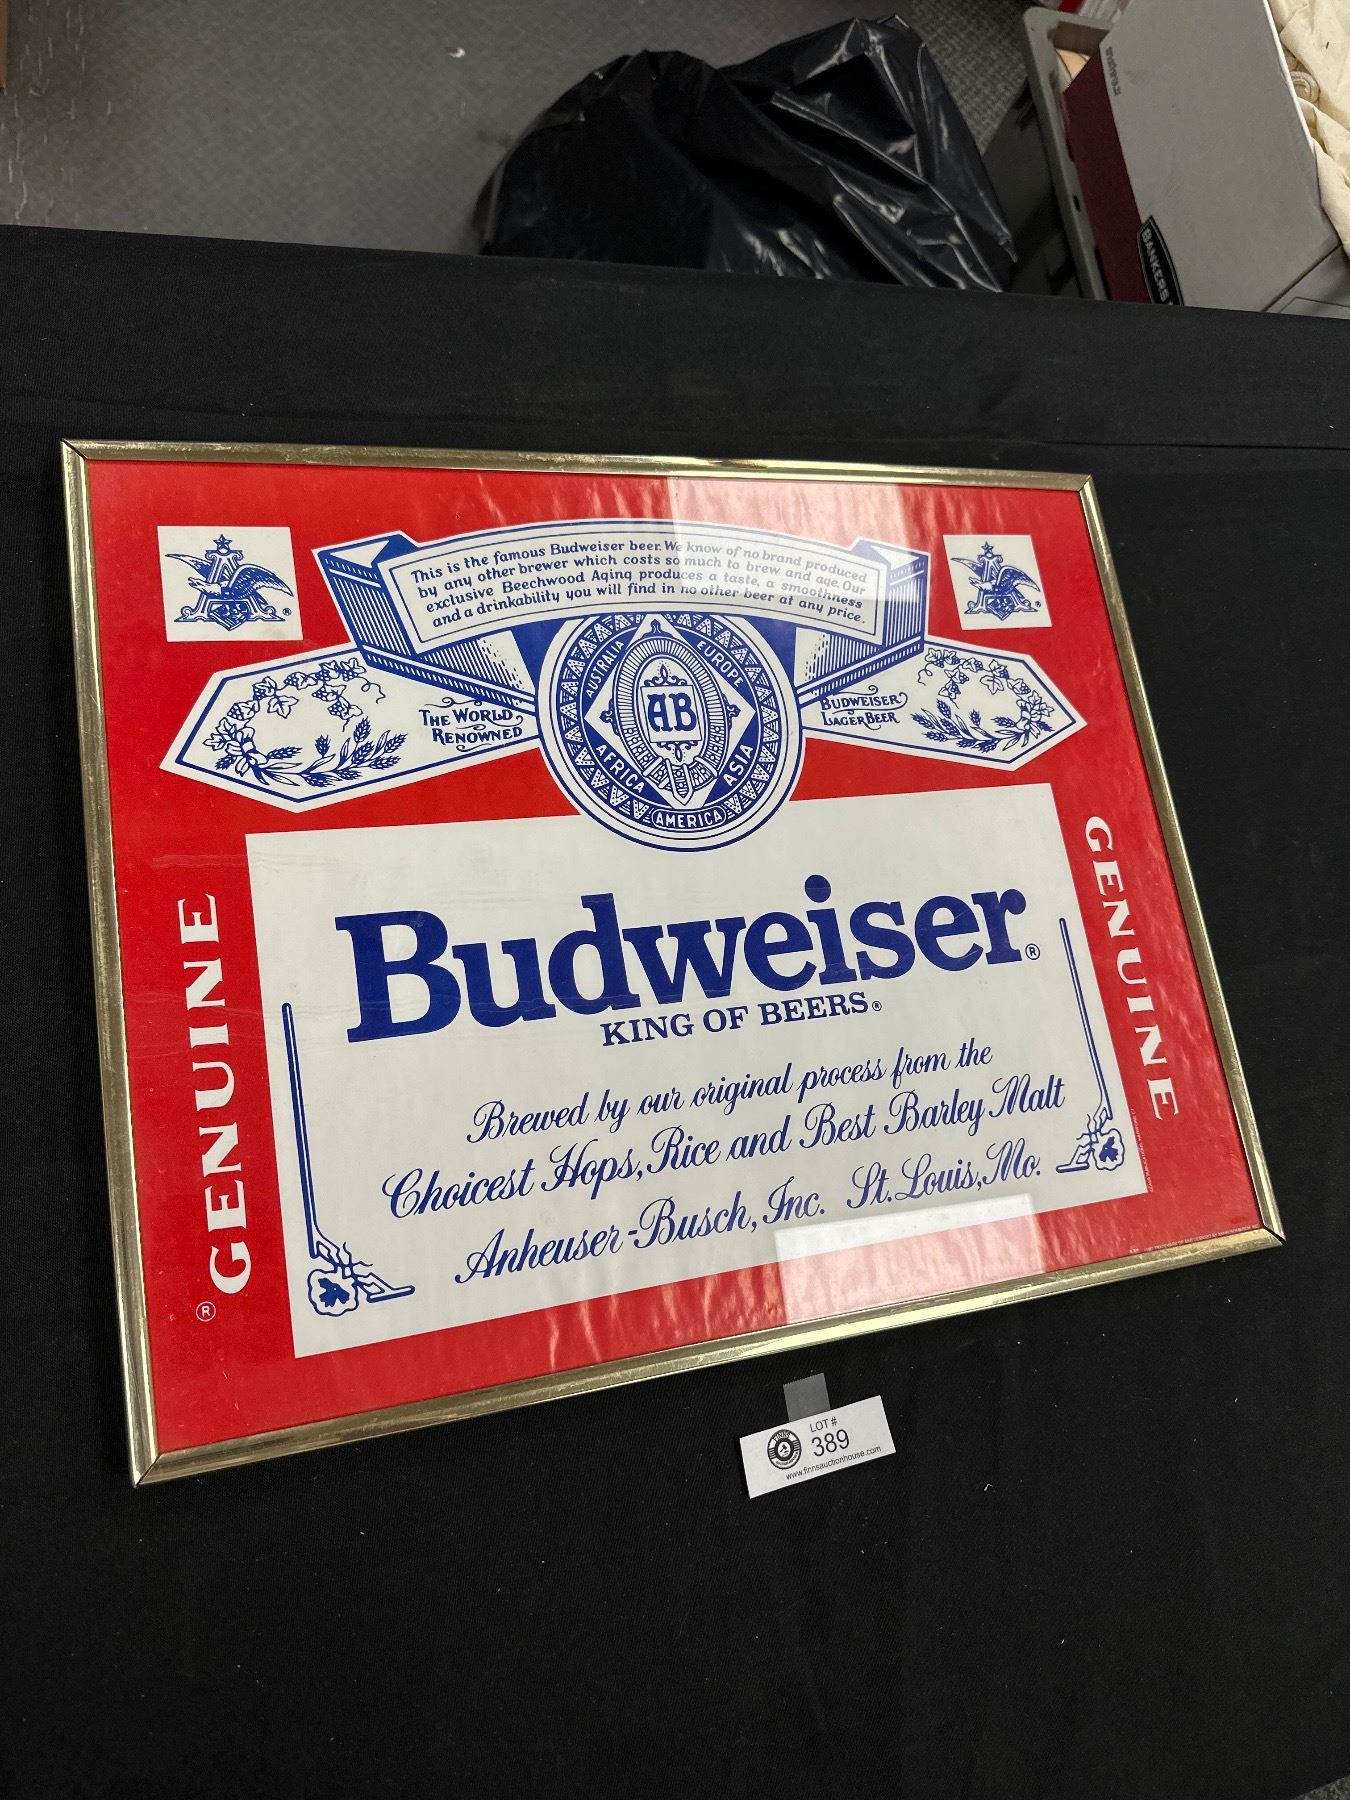 BANKERS
This is the famous Budweiser beer. We know of no brand produced
by any other brewer which costs so much to brew and age. Our
exclusive Beechwood Aging produces a taste, a smoothness
and a drinkability you will find in no other beer at any price.
THE WORLD
RENOWNED
AUSTRALIA
EUROPE
AB
AFRICA
ASIA
AMERICA
BUDWEISER
LAGER BEER
GENUINE
®
GENUINE
Budweiser®
KING OF BEERS®
Brewed by our original process from the
Choicest Hops, Rice and Best Barley Malt
Anheuser-Busch, Inc. St. Louis, Mo.
LOT #
389
www.finnsauctionhouse.com